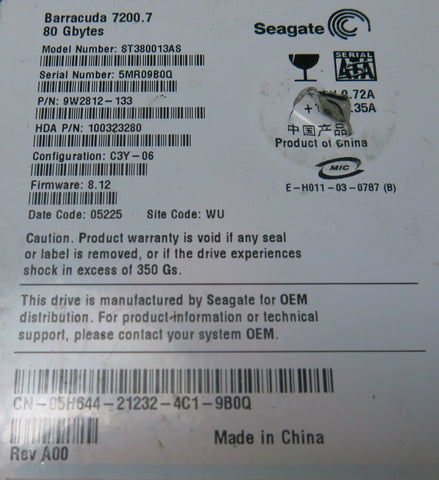 Barracuda 7200.7
80 Gbytes
Seagate
Model Number: ST380013AS
Serial Number: 5MR09B0Q
SERIAL
ATA
P/N: 9W2812-133
0.72A
.35A
HDA P/N: 100323280
中国产品
Product of China
Configuration: C3Y-06
MIC
Firmware: 8.12
E-H011-03-0787 (B)
Date Code: 05225 Site Code: WU
Caution. Product warranty is void if any seal
or label is removed, or if the drive experiences
shock in excess of 350 Gs.
This drive is manufactured by Seagate for OEM
distribution. For product information or technical
support, please contact your system OEM.
CN-05H644-21232-4C1-9B0Q
Made in China
Rev A00